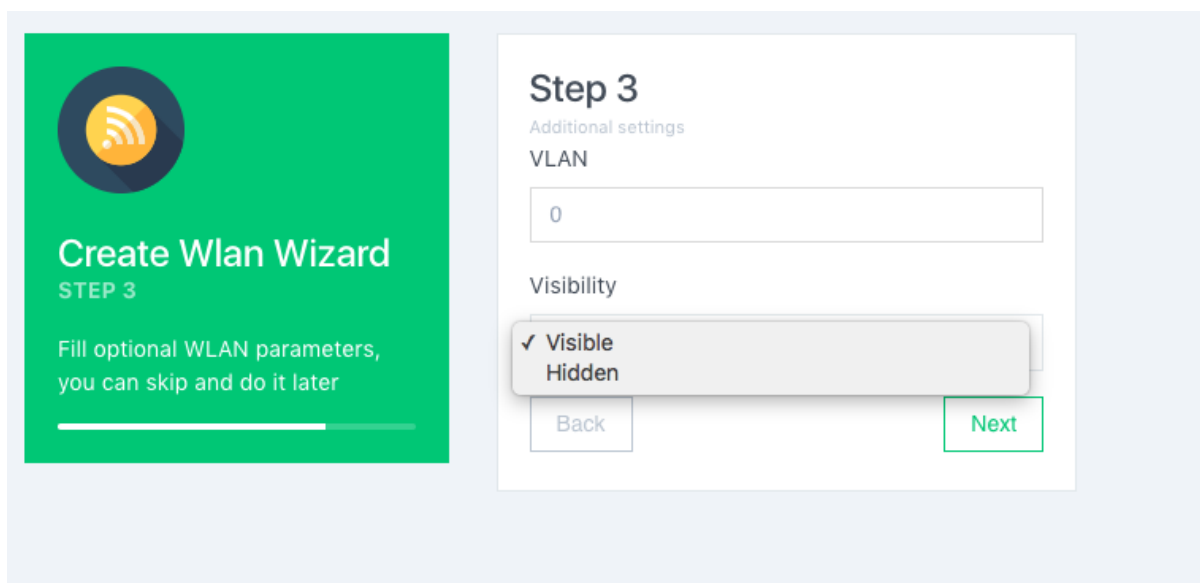 Create Wlan Wizard
STEP 3
Fill optional WLAN parameters,
you can skip and do it later
Step 3
Additional settings
VLAN
0
Visibility
✓ Visible
Hidden
Back
Next